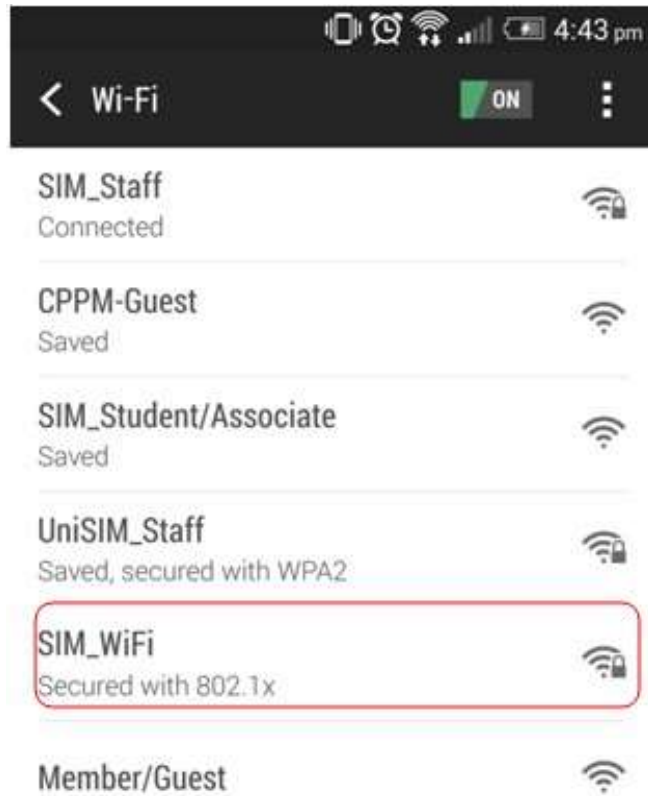 4:43 pm
Wi-Fi ON
SIM_Staff
Connected
CPPM-Guest
Saved
SIM_Student/Associate
Saved
UniSIM_Staff
Saved, secured with WPA2
SIM_WiFi
Secured with 802.1x
Member/Guest